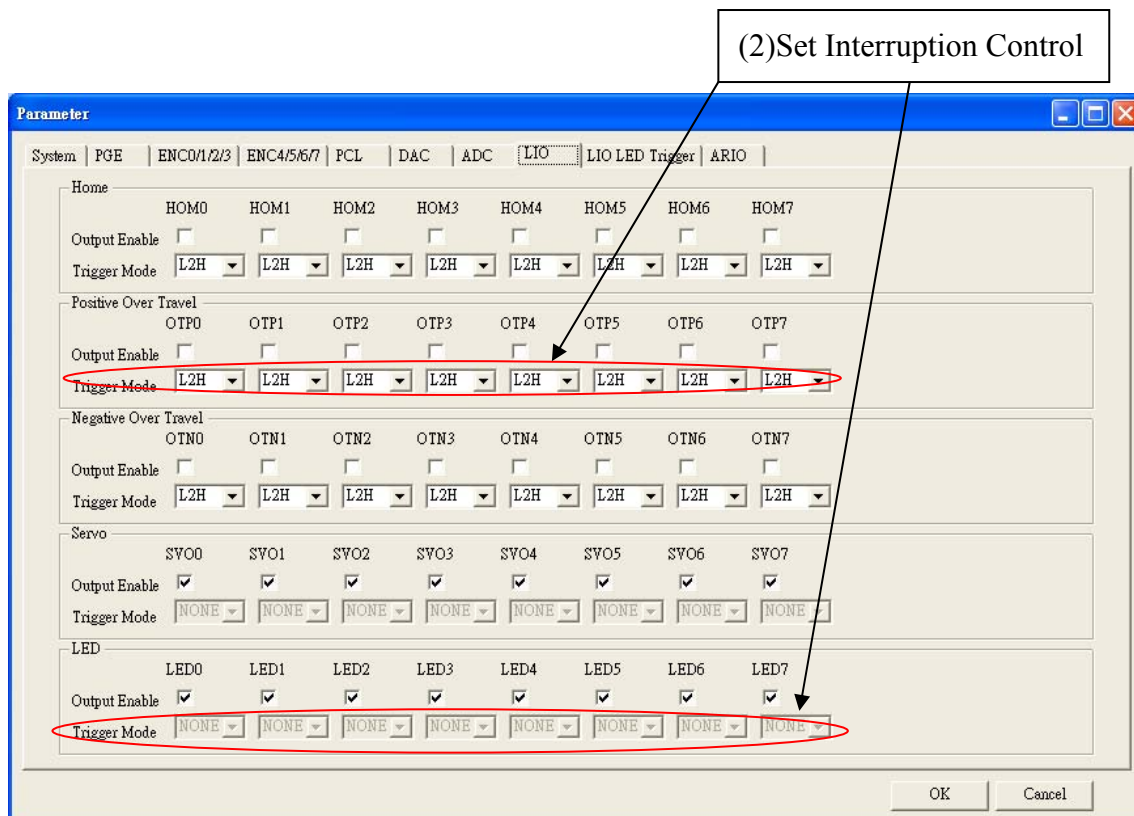 (2)Set Interruption Control
Parameter
System PGE ENC0/1/2/3 ENC4/5/6/7 PCL DAC ADC LIO LIO LED Trigger ARIO
Home
HOM0 HOM1 HOM2 HOM3 HOM4 HOM5 HOM6 HOM7
Output Enable
Trigger Mode L2H L2H L2H L2H L2H L2H L2H L2H
Positive Over Travel
OTP0 OTP1 OTP2 OTP3 OTP4 OTP5 OTP6 OTP7
Output Enable
Trigger Mode L2H L2H L2H L2H L2H L2H L2H L2H
Negative Over Travel
OTN0 OTN1 OTN2 OTN3 OTN4 OTN5 OTN6 OTN7
Output Enable
Trigger Mode L2H L2H L2H L2H L2H L2H L2H L2H
Servo
SVO0 SVO1 SVO2 SVO3 SVO4 SVO5 SVO6 SVO7
Output Enable
Trigger Mode NONE NONE NONE NONE NONE NONE NONE NONE
LED
LED0 LED1 LED2 LED3 LED4 LED5 LED6 LED7
Output Enable
Trigger Mode NONE NONE NONE NONE NONE NONE NONE NONE
OK Cancel